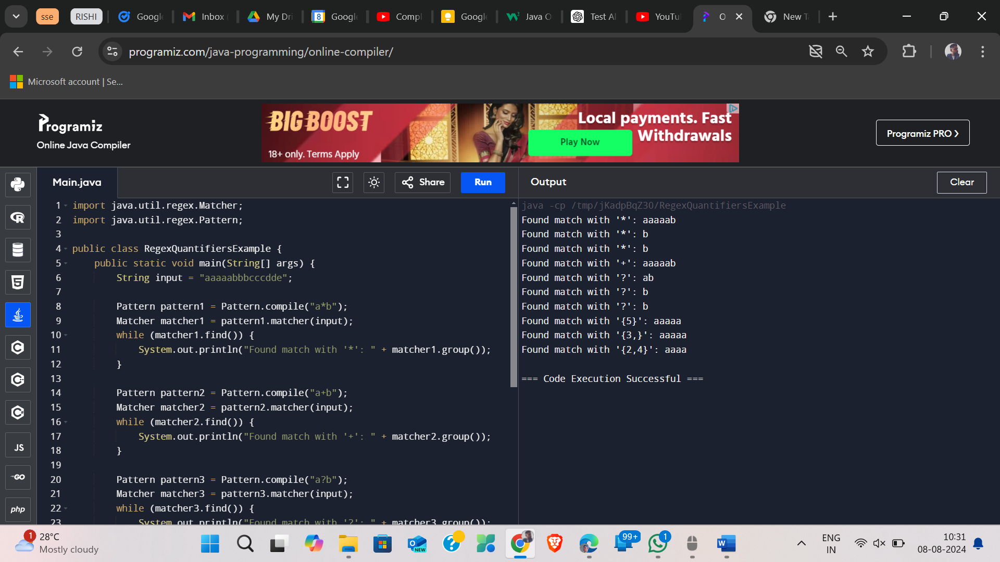 sse
RISHI
Google
Inbox
My Dri
8
Google
Compl
Google
Java O
Test AI
YouTu
O
New T
programiz.com/java-programming/online-compiler/
Microsoft account | Se...
Programiz
Online Java Compiler
BIG BOOST
18+ only. Terms Apply
Play Now
Local payments. Fast
Withdrawals
Programiz PRO ›
Main.java
Share
Run
Output
Clear
1 import java.util.regex.Matcher;
2 import java.util.regex.Pattern;
3
4 public class RegexQuantifiersExample {
5 public static void main(String[] args) {
6 String input = "aaaaabbbcccdde";
7
8 Pattern pattern1 = Pattern.compile("a*b");
9 Matcher matcher1 = pattern1.matcher(input);
10 while (matcher1.find()) {
11 System.out.println("Found match with '*': " + matcher1.group());
12 }
13
14 Pattern pattern2 = Pattern.compile("a+b");
15 Matcher matcher2 = pattern2.matcher(input);
16 while (matcher2.find()) {
17 System.out.println("Found match with '+': " + matcher2.group());
18 }
19
20 Pattern pattern3 = Pattern.compile("a?b");
21 Matcher matcher3 = pattern3.matcher(input);
22 while (matcher3.find()) {
23 System.out.println("Found match with '?': " + matcher3.group());
java -cp /tmp/jKadpBqZ30/RegexQuantifiersExample
Found match with '*': aaaaab
Found match with '*': b
Found match with '*': b
Found match with '+': aaaaab
Found match with '?': ab
Found match with '?': b
Found match with '?': b
Found match with '{5}': aaaaa
Found match with '{3,}': aaaaa
Found match with '{2,4}': aaaa
=== Code Execution Successful ===
JS
GO
php
1
28°C
Mostly cloudy
NEW
99+
1
W
ENG
IN
10:31
08-08-2024